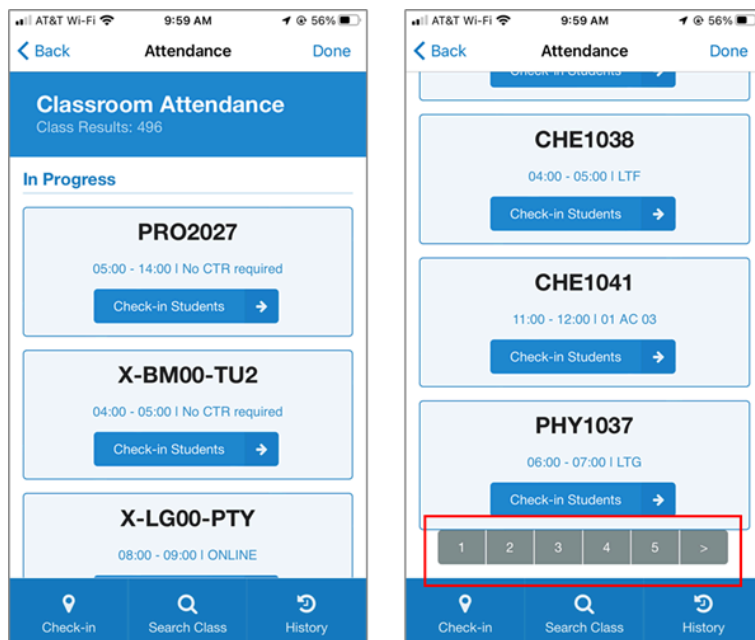 AT&T Wi-Fi 9:59 AM 56%
Back Attendance Done
Classroom Attendance
Class Results: 496
In Progress
PRO2027
05:00 - 14:00 I No CTR required
Check-in Students
X-BM00-TU2
04:00 - 05:00 I No CTR required
Check-in Students
X-LG00-PTY
08:00 - 09:00 I ONLINE
Check-in Search Class History
AT&T Wi-Fi 9:59 AM 56%
Back Attendance Done
Check-in Students
CHE1038
04:00 - 05:00 I LTF
Check-in Students
CHE1041
11:00 - 12:00 I 01 AC 03
Check-in Students
PHY1037
06:00 - 07:00 I LTG
Check-in Students
1 2 3 4 5 >
Check-in Search Class History